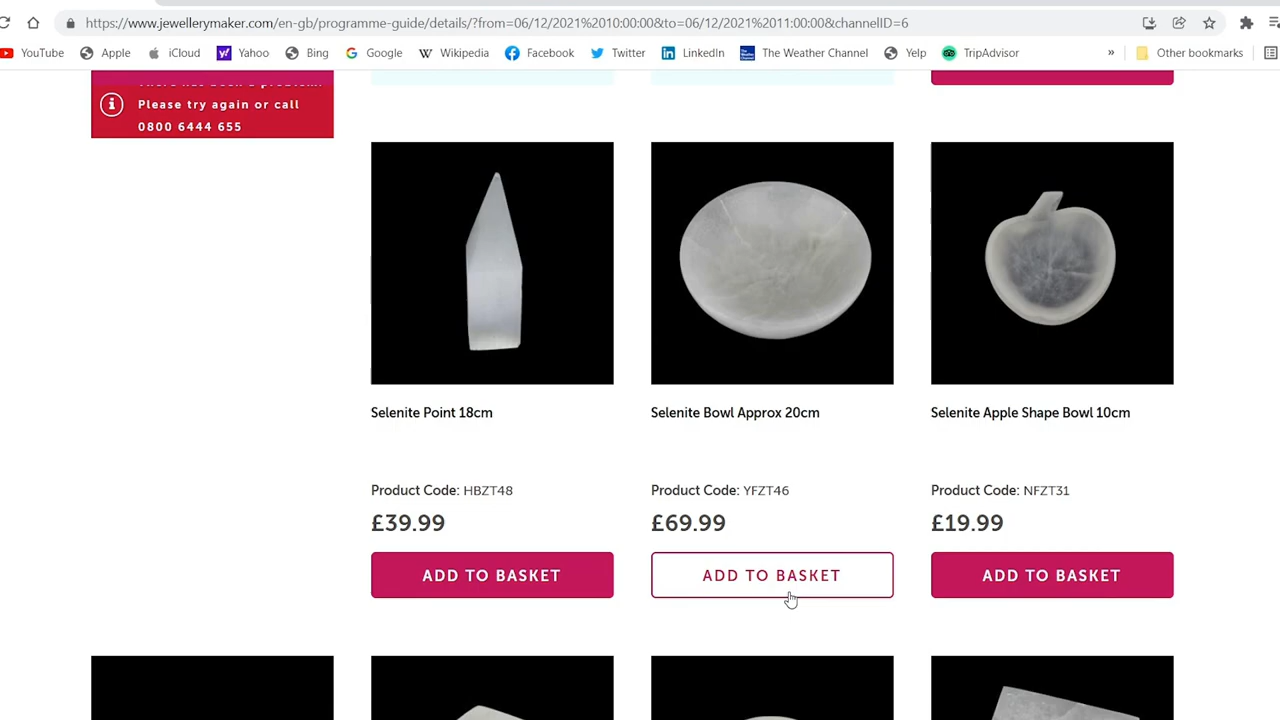 https://www.jewellerymaker.com/en-gb/programme-guide/details/?from=06/12/2021%2010:00:00&to=06/12/2021%2011:00:00&channelID=6
YouTube Apple iCloud Yahoo Bing Google Wikipedia Facebook Twitter LinkedIn The Weather Channel Yelp TripAdvisor » Other bookmarks
There has been a problem.
Please try again or call
0800 6444 655
Selenite Point 18cm
Product Code: HBZT48
£39.99
ADD TO BASKET
Selenite Bowl Approx 20cm
Product Code: YFZT46
£69.99
ADD TO BASKET
Selenite Apple Shape Bowl 10cm
Product Code: NFZT31
£19.99
ADD TO BASKET